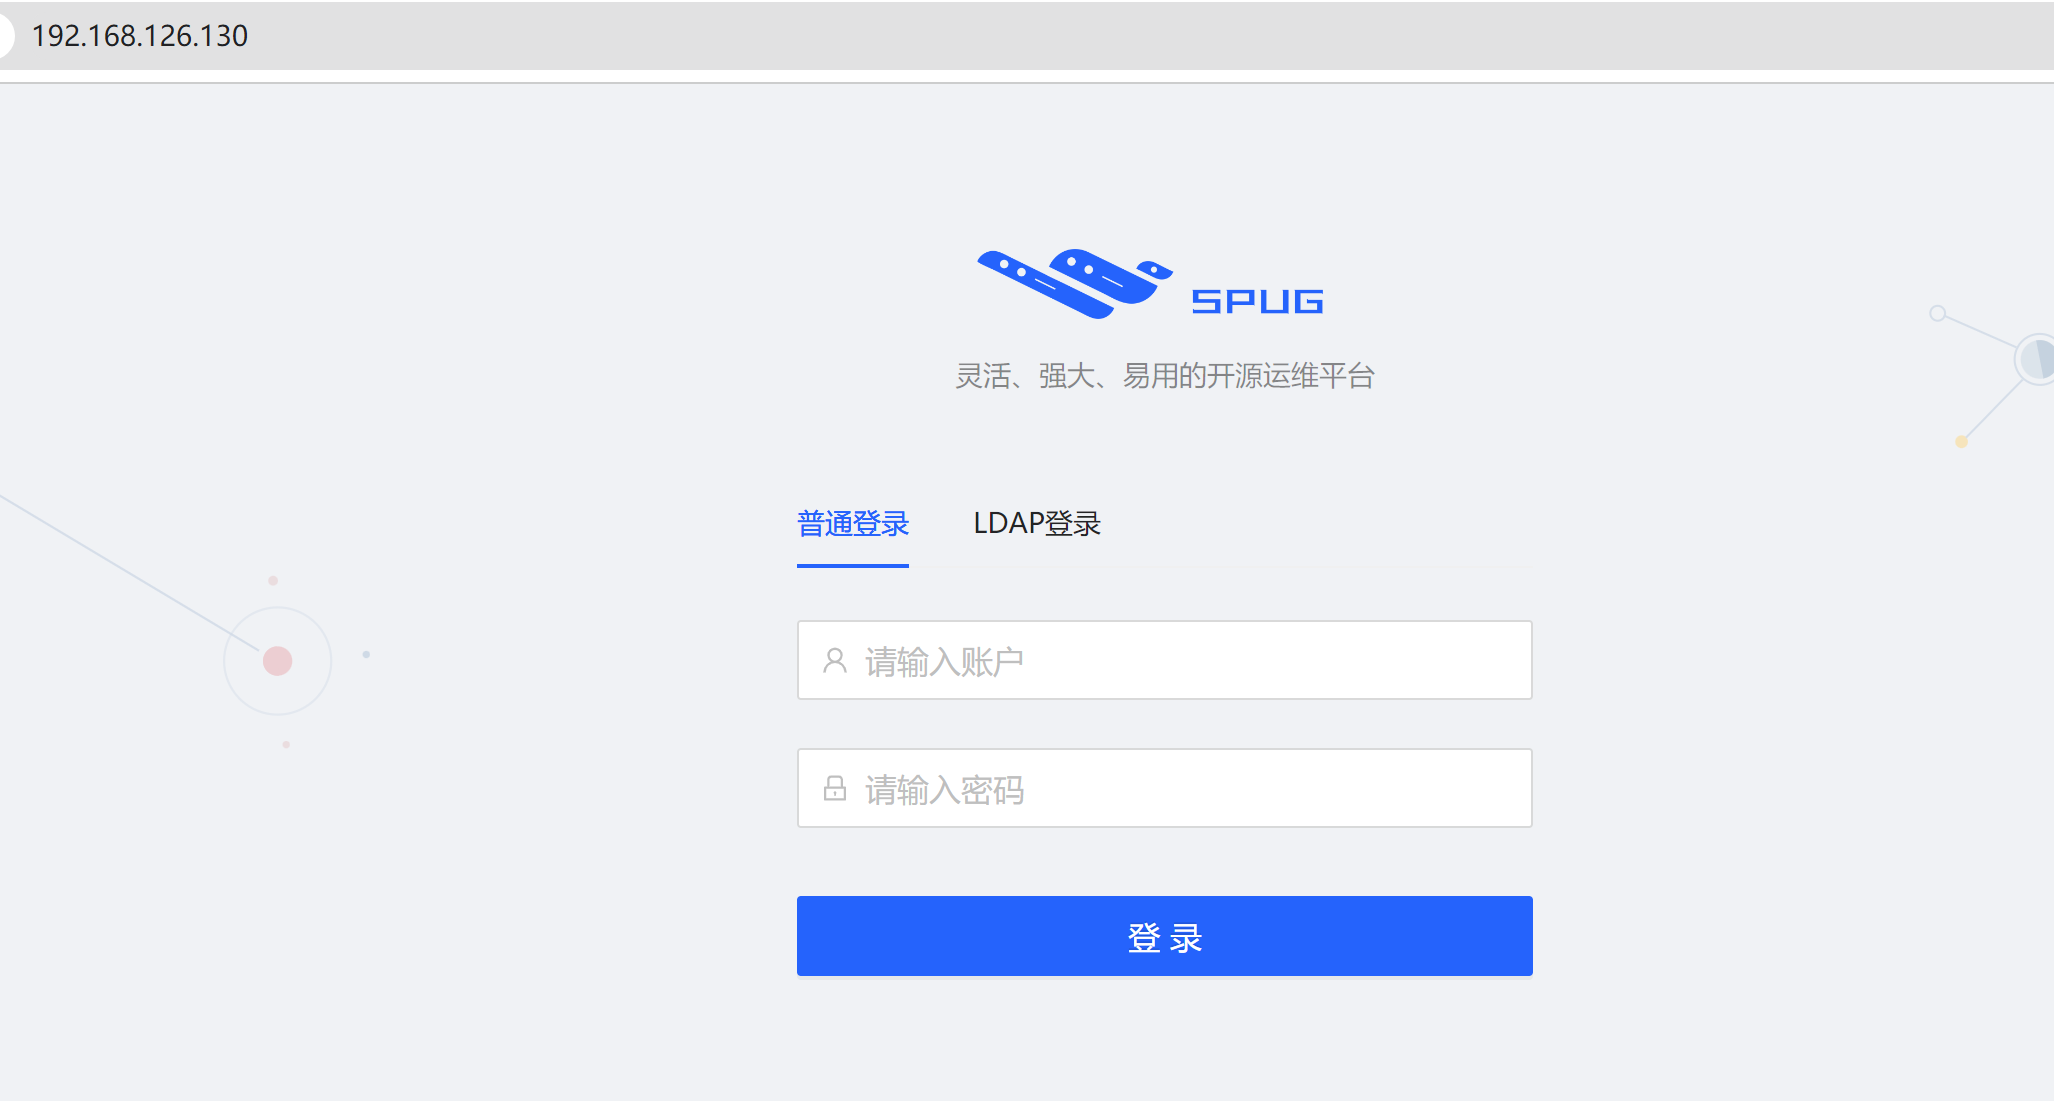 192.168.126.130
SPUG
灵活、强大、易用的开源运维平台
普通登录 LDAP登录
请输入账户
请输入密码
登 录